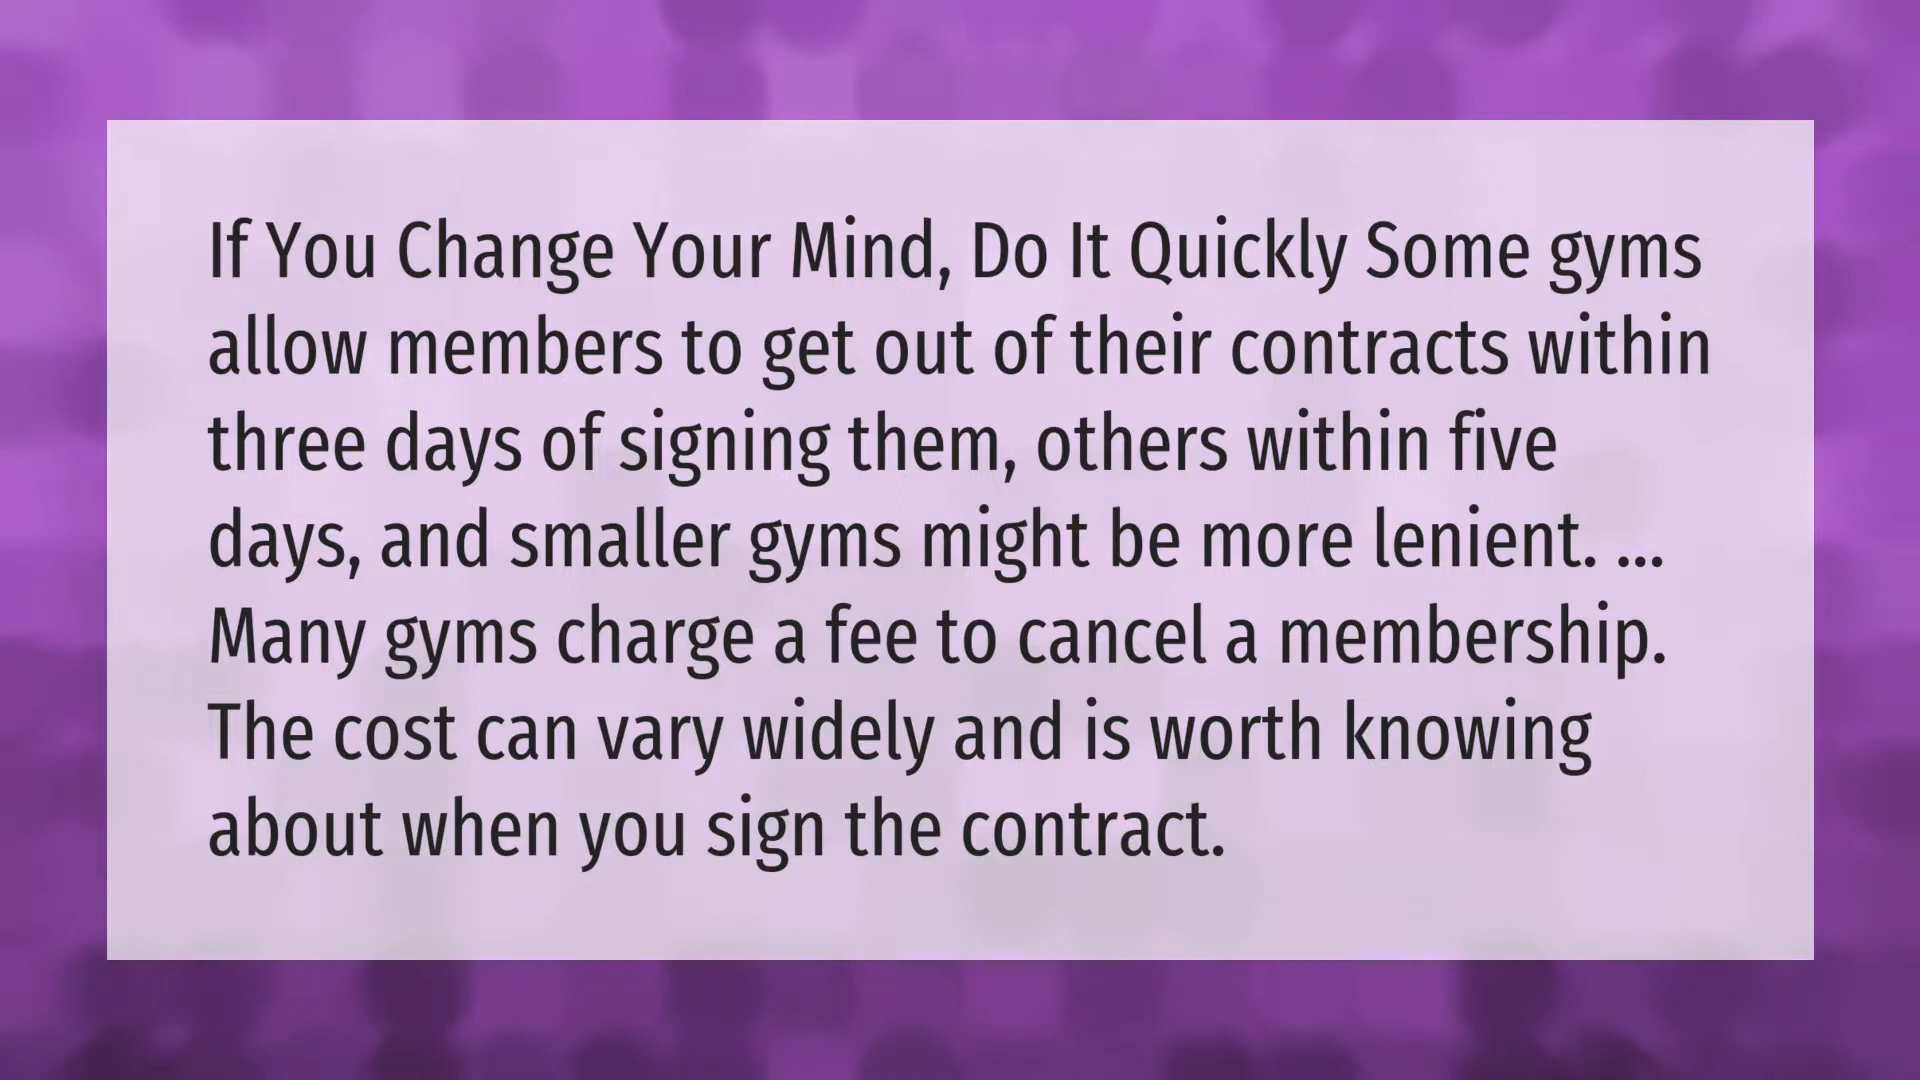 If You Change Your Mind, Do It Quickly Some gyms
allow members to get out of their contracts within
three days of signing them, others within five
days, and smaller gyms might be more lenient. ...
Many gyms charge a fee to cancel a membership.
The cost can vary widely and is worth knowing
about when you sign the contract.